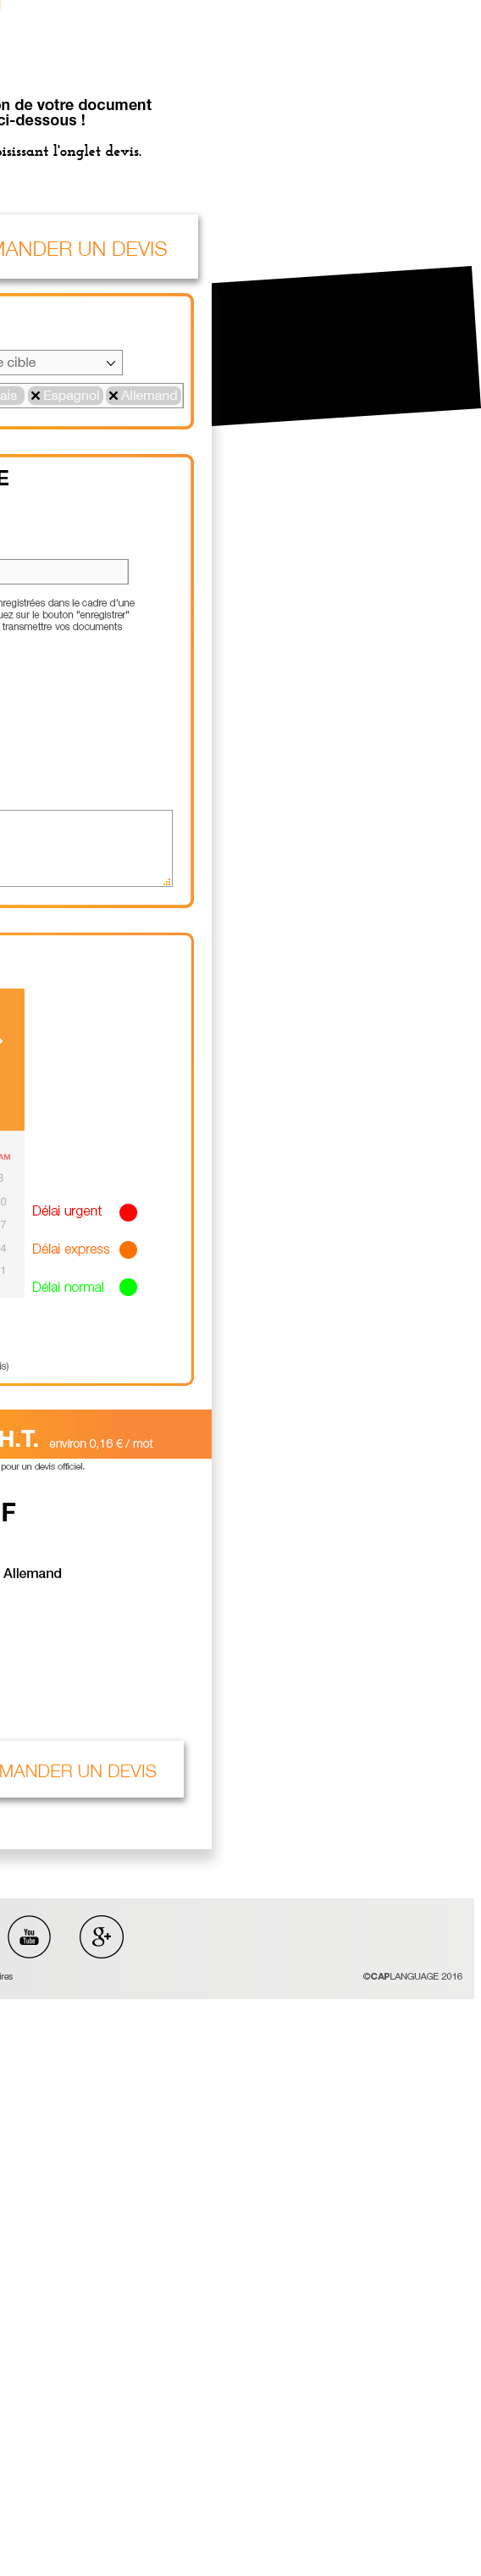 on de votre document
ci-dessous !
oisissant l'onglet devis.
MANDER UN DEVIS
e cible
ais Espagnol Allemand
E
nregistrées dans le cadre d'une
uez sur le bouton "enregistrer"
transmettre vos documents
AM
3
0
7
4
1
Délai urgent
Délai express
Délai normal
is)
H.T. environ 0,16 € / mot
pour un devis officiel.
F
Allemand
MANDER UN DEVIS
You
Tube
g+
ires
©CAPLANGUAGE 2016